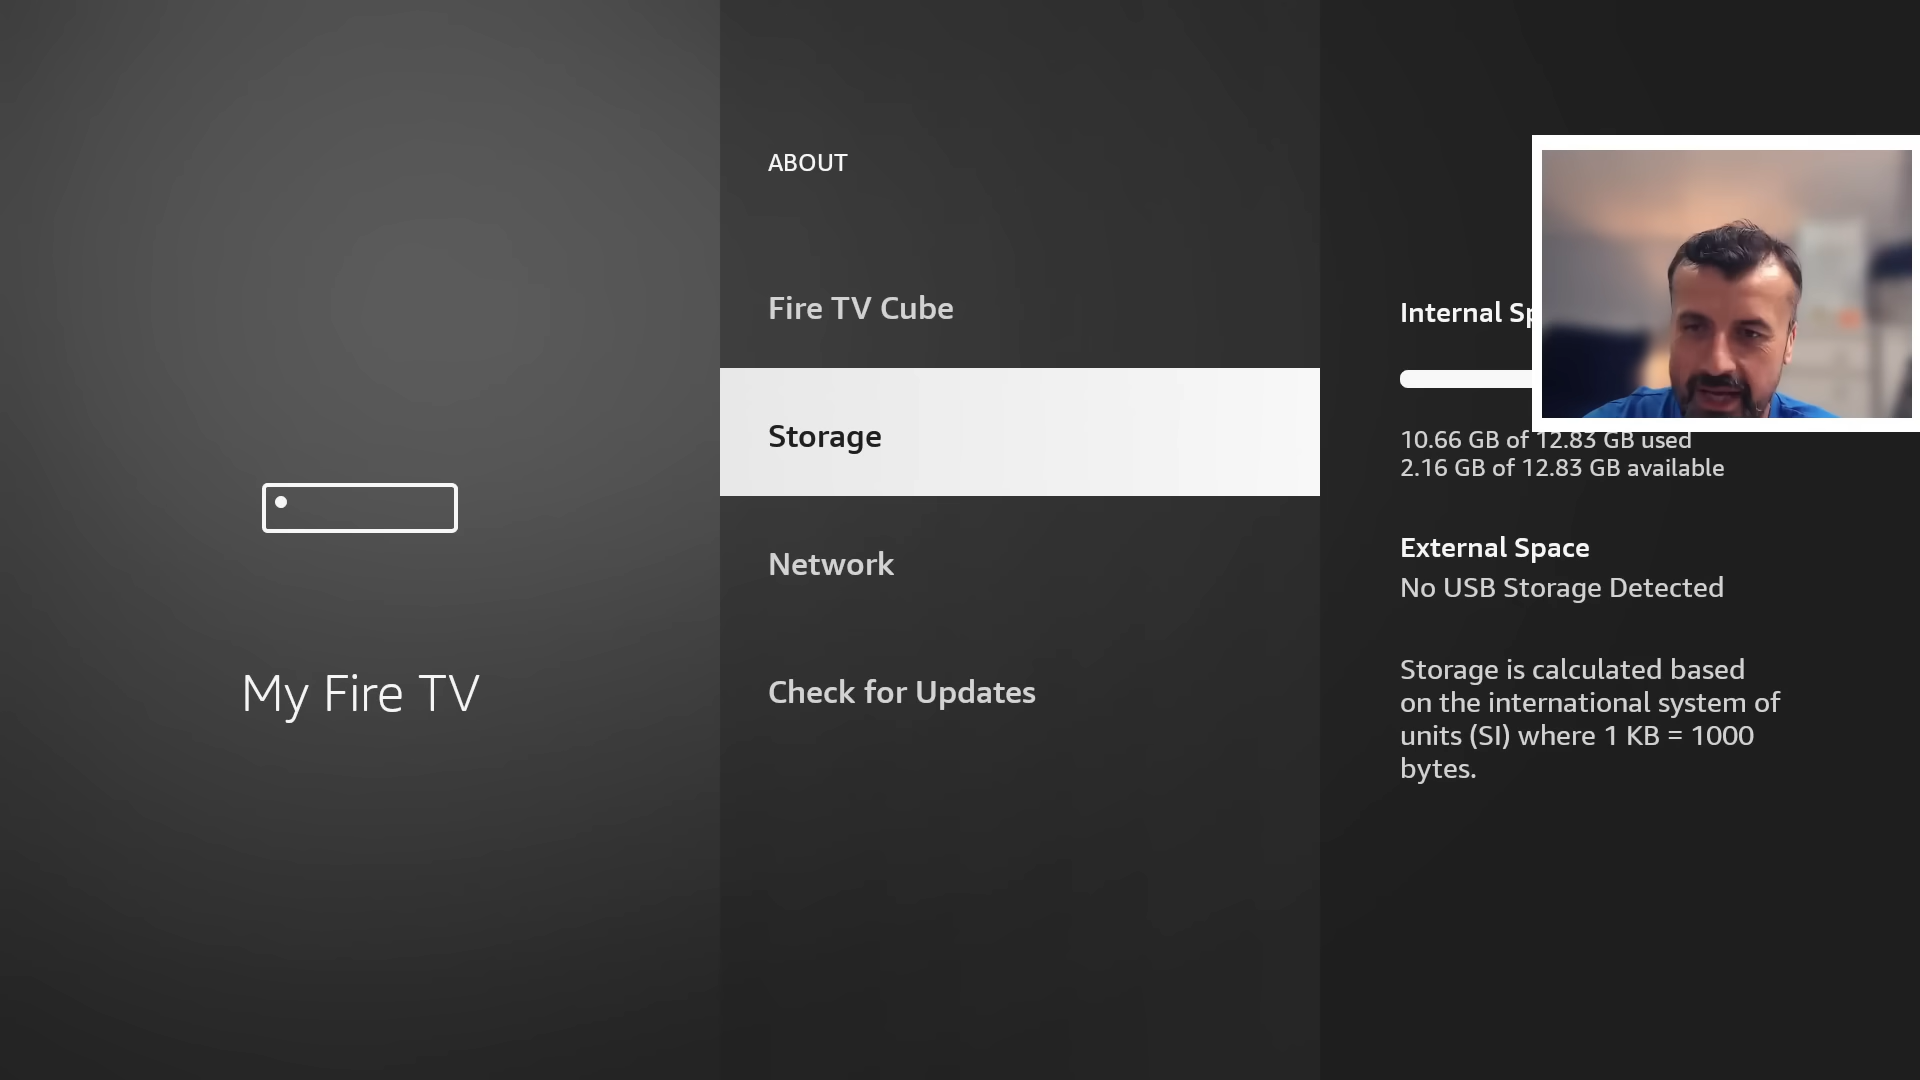 My Fire TV
ABOUT
Fire TV Cube
Storage
Network
Check for Updates
Internal
10.66 GB of 12.83 GB used
2.16 GB of 12.83 GB available
External Space
No USB Storage Detected
Storage is calculated based
on the international system of
units (SI) where 1 KB = 1000
bytes.